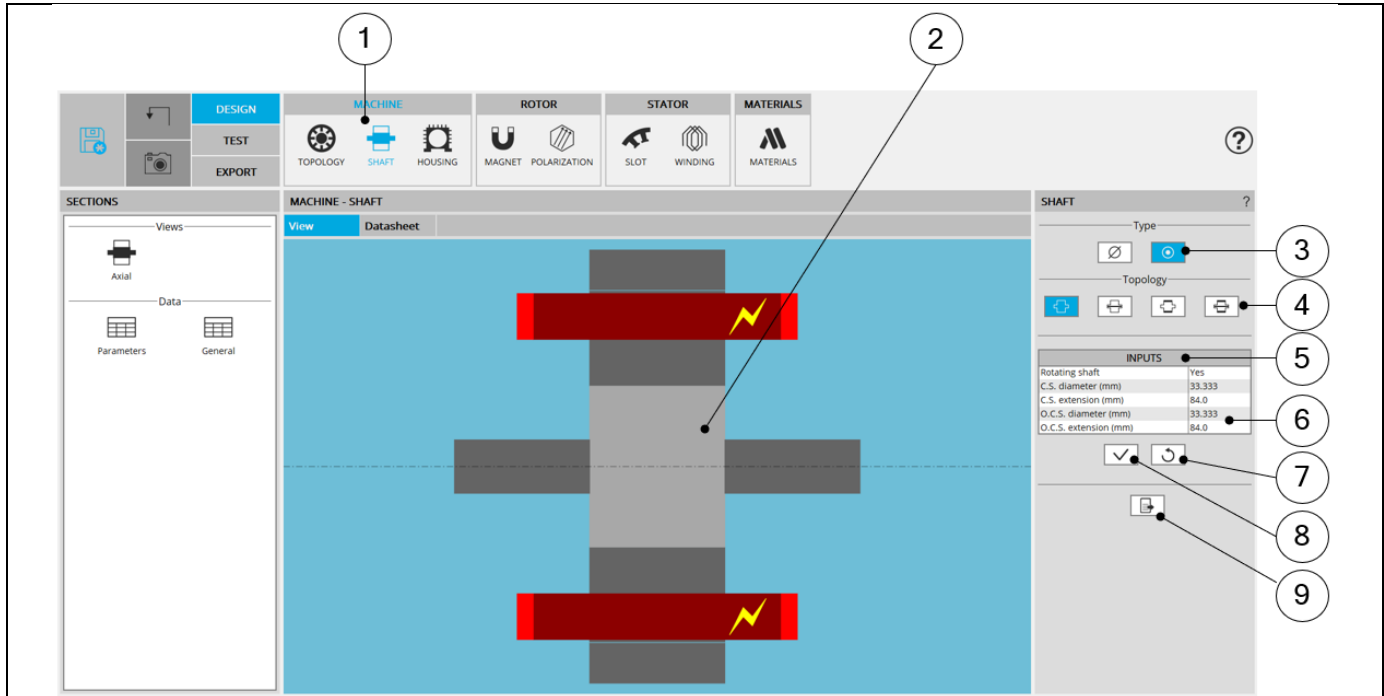 1
2
DESIGN
TEST
EXPORT
MACHINE
TOPOLOGY
SHAFT
HOUSING
ROTOR
MAGNET
POLARIZATION
STATOR
SLOT
WINDING
MATERIALS
MATERIALS
?
SECTIONS
Views
Axial
Data
Parameters
General
MACHINE - SHAFT
View
Datasheet
SHAFT ?
Type
3
Topology
4
INPUTS
5
Rotating shaft Yes
C.S. diameter (mm) 33.333
C.S. extension (mm) 84.0
O.C.S. diameter (mm) 33.333
O.C.S. extension (mm) 84.0
6
7
8
9